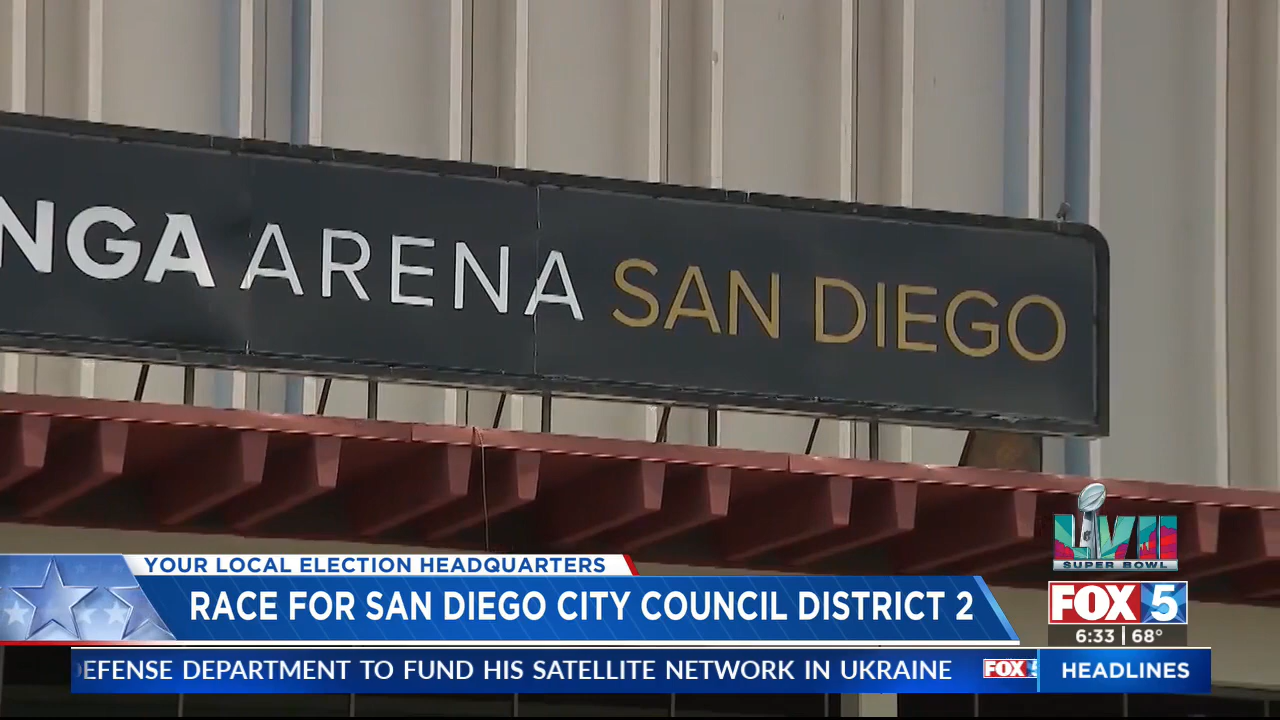 NGA ARENA SAN DIEGO
LVII
SUPER BOWL
YOUR LOCAL ELECTION HEADQUARTERS
RACE FOR SAN DIEGO CITY COUNCIL DISTRICT 2
FOX 5
6:33 | 68°
EFENSE DEPARTMENT TO FUND HIS SATELLITE NETWORK IN UKRAINE FOX 5
HEADLINES